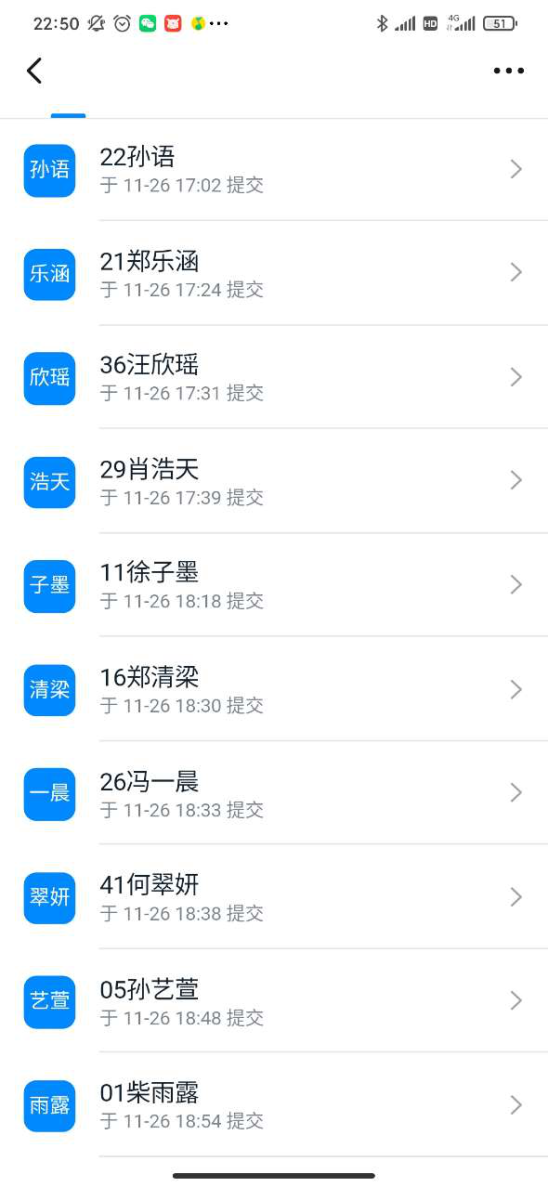 22:50
HD
4G
51
孙语
22孙语
于 11-26 17:02 提交
乐涵
21郑乐涵
于 11-26 17:24 提交
欣瑶
36汪欣瑶
于 11-26 17:31 提交
浩天
29肖浩天
于 11-26 17:39 提交
子墨
11徐子墨
于 11-26 18:18 提交
清梁
16郑清梁
于 11-26 18:30 提交
一晨
26冯一晨
于 11-26 18:33 提交
翠妍
41何翠妍
于 11-26 18:38 提交
艺萱
05孙艺萱
于 11-26 18:48 提交
雨露
01柴雨露
于 11-26 18:54 提交